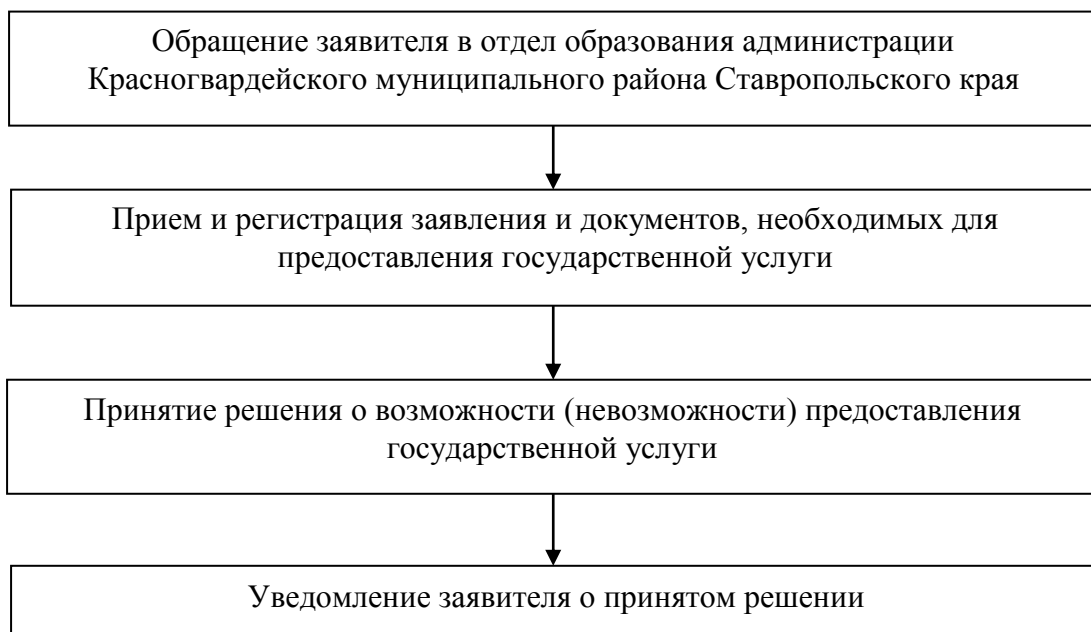 Обращение заявителя в отдел образования администрации
Красногвардейского муниципального района Ставропольского края
Прием и регистрация заявления и документов, необходимых для
предоставления государственной услуги
Принятие решения о возможности (невозможности) предоставления
государственной услуги
Уведомление заявителя о принятом решении